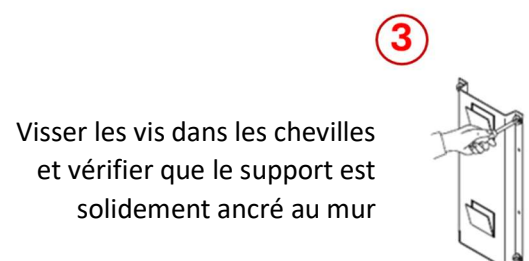 3
Visser les vis dans les chevilles
et vérifier que le support est
solidement ancré au mur